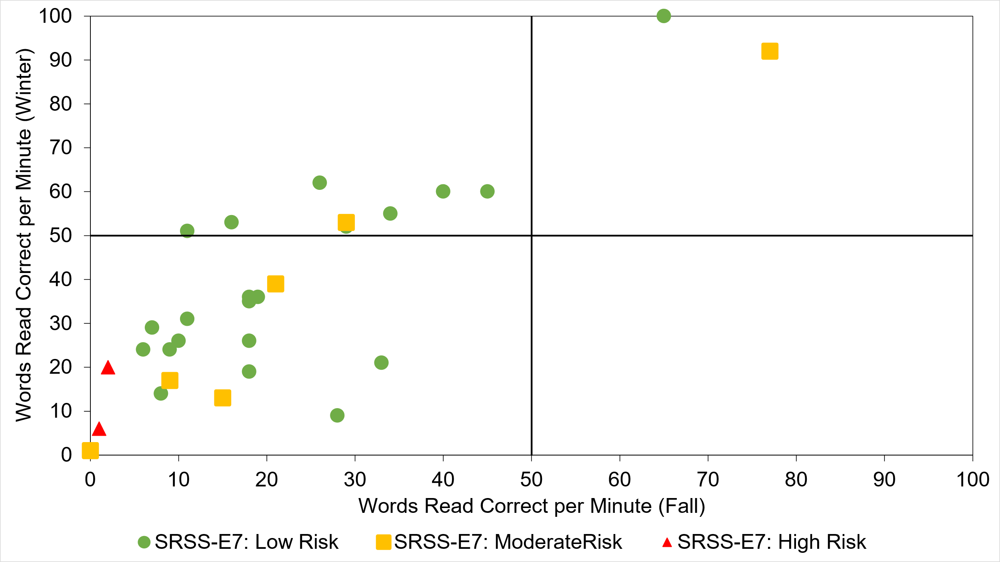 Words Read Correct per Minute (Winter)
100
90
80
70
60
50
40
30
20
10
0
0 10 20 30 40 50 60 70 80 90 100
Words Read Correct per Minute (Fall)
SRSS-E7: Low Risk SRSS-E7: ModerateRisk SRSS-E7: High Risk